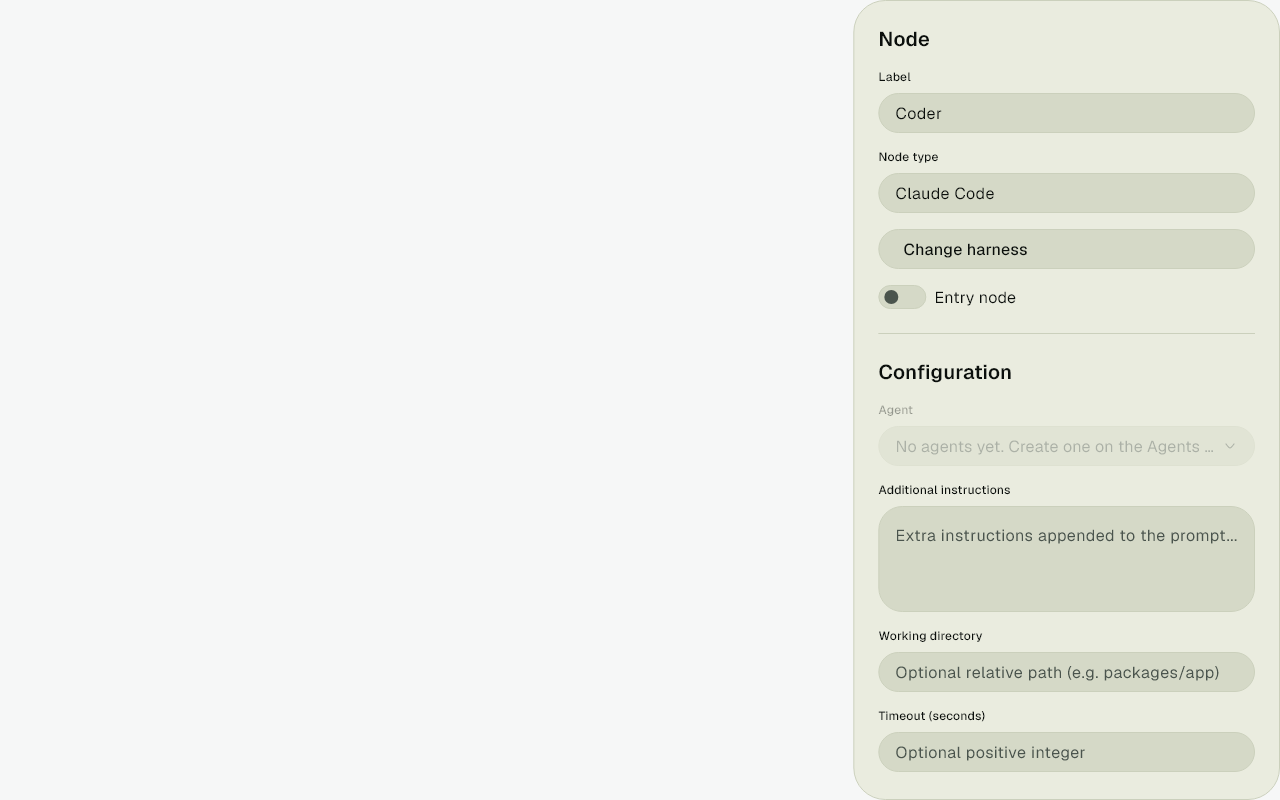 Node
Label
Coder
Node type
Claude Code
Change harness
Entry node
Configuration
Agent
No agents yet. Create one on the Agents ...
Additional instructions
Extra instructions appended to the prompt...
Working directory
Optional relative path (e.g. packages/app)
Timeout (seconds)
Optional positive integer